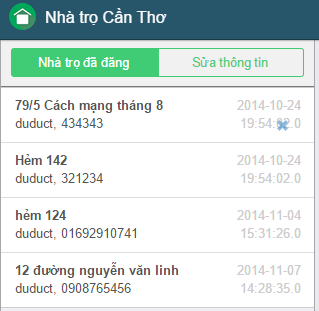 Nhà trọ Cần Thơ
Nhà trọ đã đăng Sửa thông tin
79/5 Cách mạng tháng 8 2014-10-24
duduct, 434343 19:54:02.0
Hẻm 142 2014-10-24
duduct, 321234 19:54:02.0
hẻm 124 2014-11-04
duduct, 01692910741 15:31:26.0
12 đường nguyễn văn linh 2014-11-07
duduct, 0908765456 14:28:35.0